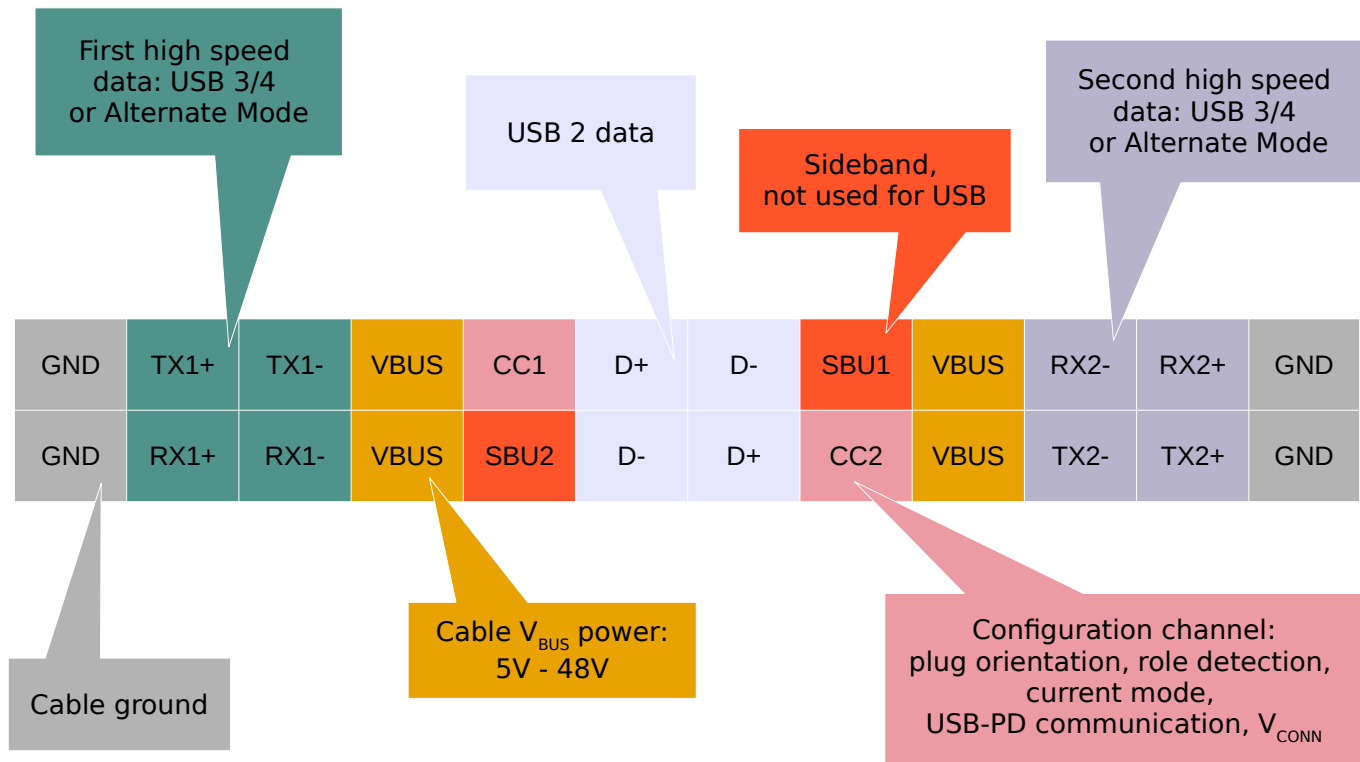 First high speed
data: USB 3/4
or Alternate Mode
USB 2 data
Sideband,
not used for USB
Second high speed
data: USB 3/4
or Alternate Mode
GND TX1+ TX1- VBUS CC1 D+ D- SBU1 VBUS RX2- RX2+ GND
GND RX1+ RX1- VBUS SBU2 D- D+ CC2 VBUS TX2- TX2+ GND
Cable ground
Cable VBUS power:
5V - 48V
Configuration channel:
plug orientation, role detection,
current mode,
USB-PD communication, VCONN